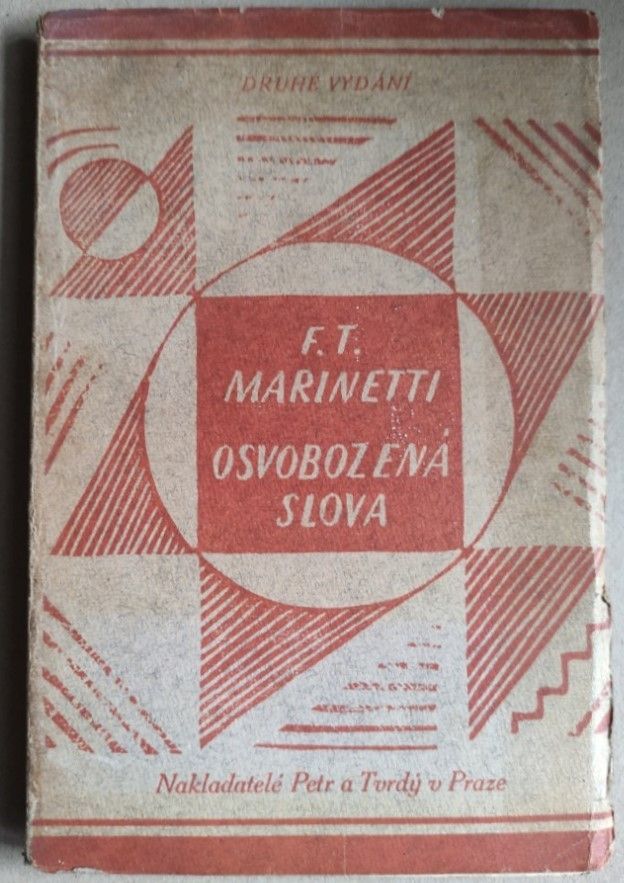 DRUHÉ VYDÁNÍ
F. T.
MARINETTI
OSVOBOZENÁ
SLOVA
Nakladatelé Petr a Tvrdý v Praze